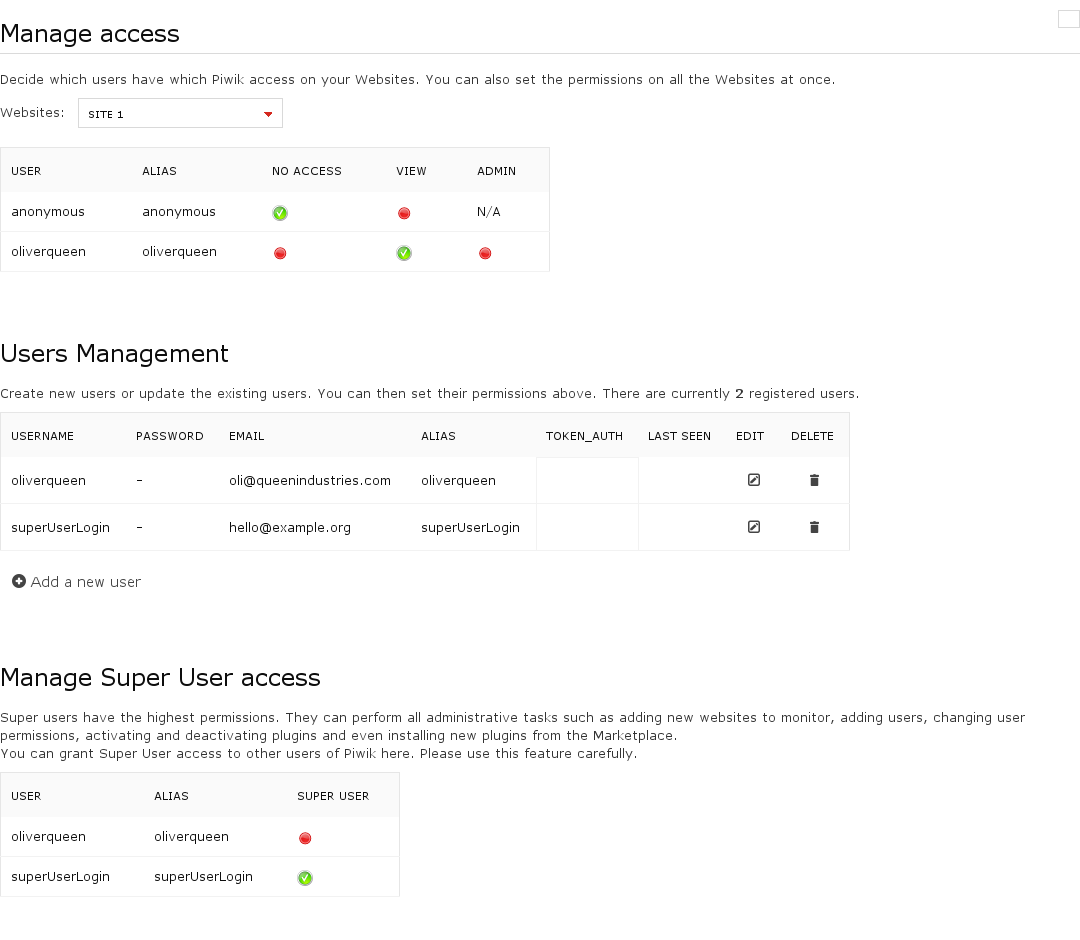 Manage access
Decide which users have which Piwik access on your Websites. You can also set the permissions on all the Websites at once.
Websites: SITE 1
USER ALIAS NO ACCESS VIEW ADMIN
anonymous anonymous N/A
oliverqueen oliverqueen
Users Management
Create new users or update the existing users. You can then set their permissions above. There are currently 2 registered users.
USERNAME PASSWORD EMAIL ALIAS TOKEN_AUTH LAST SEEN EDIT DELETE
oliverqueen - oli@queenindustries.com oliverqueen
superUserLogin - hello@example.org superUserLogin
Add a new user
Manage Super User access
Super users have the highest permissions. They can perform all administrative tasks such as adding new websites to monitor, adding users, changing user
permissions, activating and deactivating plugins and even installing new plugins from the Marketplace.
You can grant Super User access to other users of Piwik here. Please use this feature carefully.
USER ALIAS SUPER USER
oliverqueen oliverqueen
superUserLogin superUserLogin